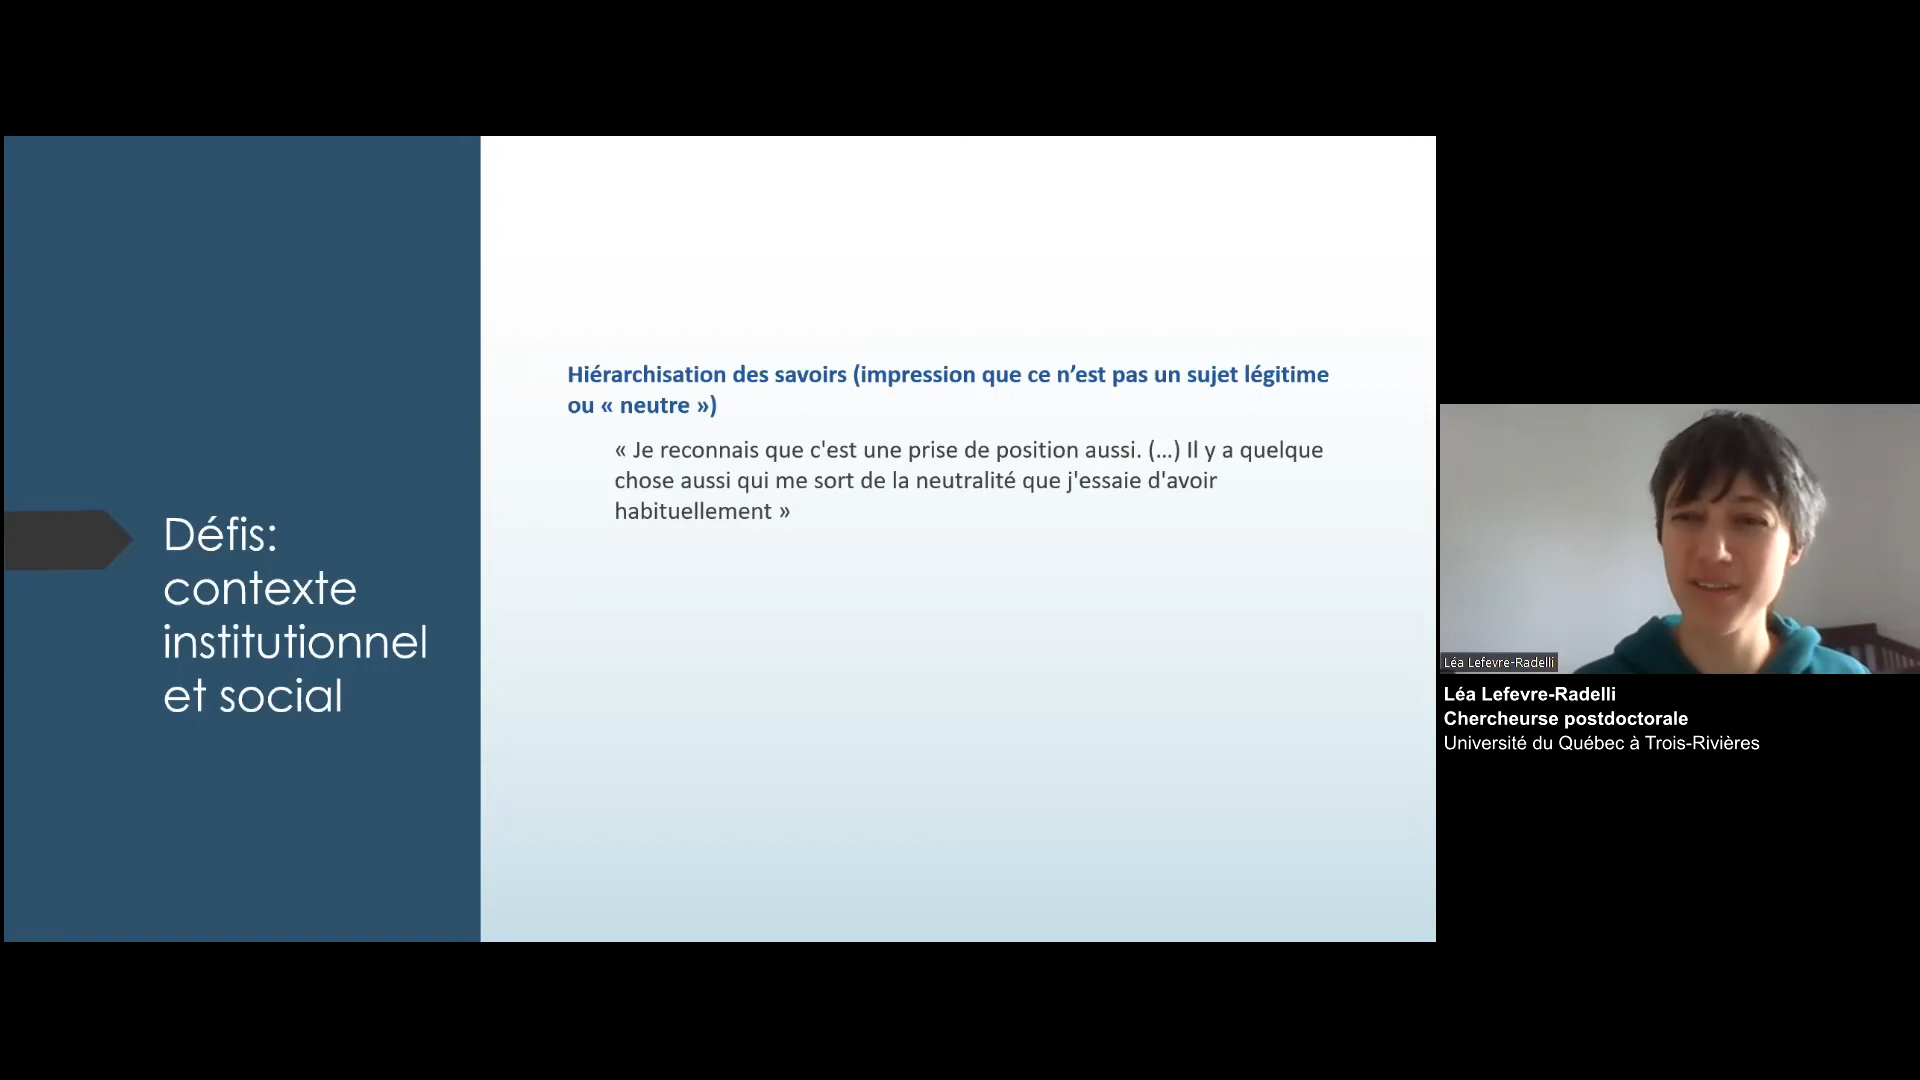 Défis:
contexte
institutionnel
et social
Hiérarchisation des savoirs (impression que ce n’est pas un sujet légitime
ou « neutre »)
« Je reconnais que c'est une prise de position aussi. (…) Il y a quelque
chose aussi qui me sort de la neutralité que j'essaie d'avoir
habituellement »
Léa Lefevre-Radelli
Léa Lefevre-Radelli
Chercheurse postdoctorale
Université du Québec à Trois-Rivières